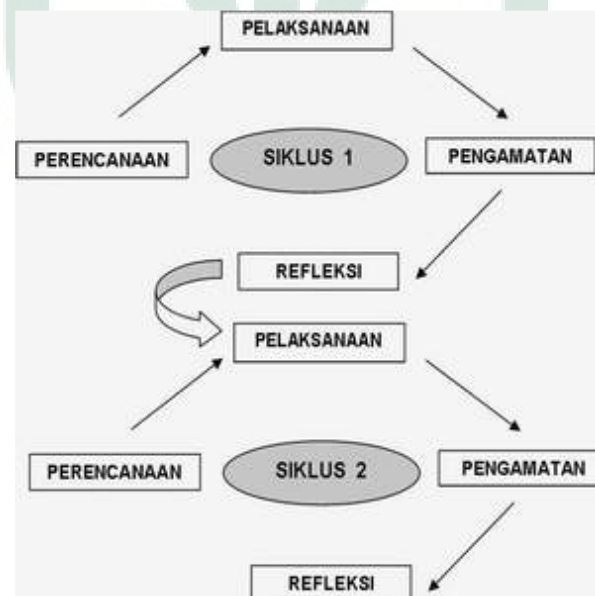 PELAKSANAAN
PERENCANAAN
SIKLUS 1
PENGAMATAN
REFLEKSI
PELAKSANAAN
PERENCANAAN
SIKLUS 2
PENGAMATAN
REFLEKSI